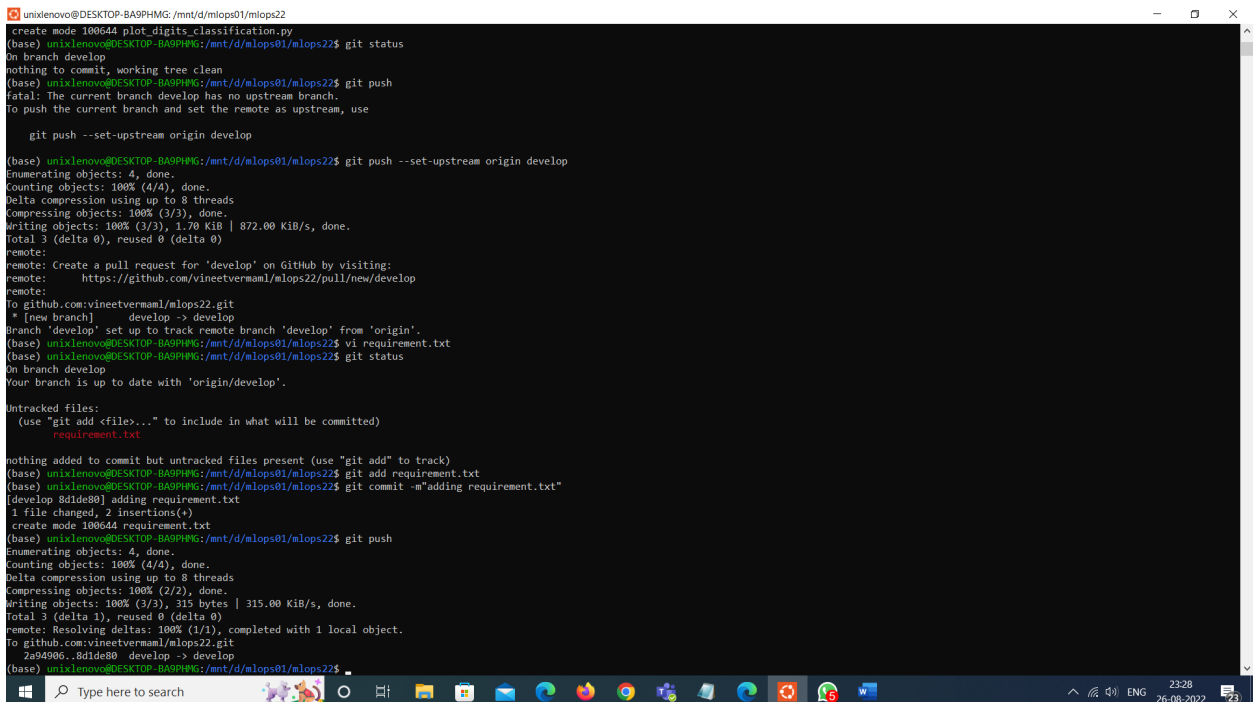 unixlenovo@DESKTOP-BA9PHMG: /mnt/d/mlops01/mlops22
create mode 100644 plot_digits_classification.py
(base) unixlenovo@DESKTOP-BA9PHMG:/mnt/d/mlops01/mlops22$ git status
On branch develop
nothing to commit, working tree clean
(base) unixlenovo@DESKTOP-BA9PHMG:/mnt/d/mlops01/mlops22$ git push
fatal: The current branch develop has no upstream branch.
To push the current branch and set the remote as upstream, use
git push --set-upstream origin develop
(base) unixlenovo@DESKTOP-BA9PHMG:/mnt/d/mlops01/mlops22$ git push --set-upstream origin develop
Enumerating objects: 4, done.
Counting objects: 100% (4/4), done.
Delta compression using up to 8 threads
Compressing objects: 100% (3/3), done.
Writing objects: 100% (3/3), 1.70 KiB | 872.00 KiB/s, done.
Total 3 (delta 0), reused 0 (delta 0)
remote:
remote: Create a pull request for 'develop' on GitHub by visiting:
remote:      https://github.com/vineetvermaml/mlops22/pull/new/develop
remote:
To github.com:vineetvermaml/mlops22.git
* [new branch]      develop -> develop
Branch 'develop' set up to track remote branch 'develop' from 'origin'.
(base) unixlenovo@DESKTOP-BA9PHMG:/mnt/d/mlops01/mlops22$ vi requirement.txt
(base) unixlenovo@DESKTOP-BA9PHMG:/mnt/d/mlops01/mlops22$ git status
On branch develop
Your branch is up to date with 'origin/develop'.
Untracked files:
(use "git add <file>..." to include in what will be committed)
requirement.txt
nothing added to commit but untracked files present (use "git add" to track)
(base) unixlenovo@DESKTOP-BA9PHMG:/mnt/d/mlops01/mlops22$ git add requirement.txt
(base) unixlenovo@DESKTOP-BA9PHMG:/mnt/d/mlops01/mlops22$ git commit -m"adding requirement.txt"
[develop 8d1de80] adding requirement.txt
1 file changed, 2 insertions(+)
create mode 100644 requirement.txt
(base) unixlenovo@DESKTOP-BA9PHMG:/mnt/d/mlops01/mlops22$ git push
Enumerating objects: 4, done.
Counting objects: 100% (4/4), done.
Delta compression using up to 8 threads
Compressing objects: 100% (2/2), done.
Writing objects: 100% (3/3), 315 bytes | 315.00 KiB/s, done.
Total 3 (delta 1), reused 0 (delta 0)
remote: Resolving deltas: 100% (1/1), completed with 1 local object.
To github.com:vineetvermaml/mlops22.git
2a94906..8d1de80  develop -> develop
(base) unixlenovo@DESKTOP-BA9PHMG:/mnt/d/mlops01/mlops22$
Type here to search
ENG
23:28
26-08-2022
23